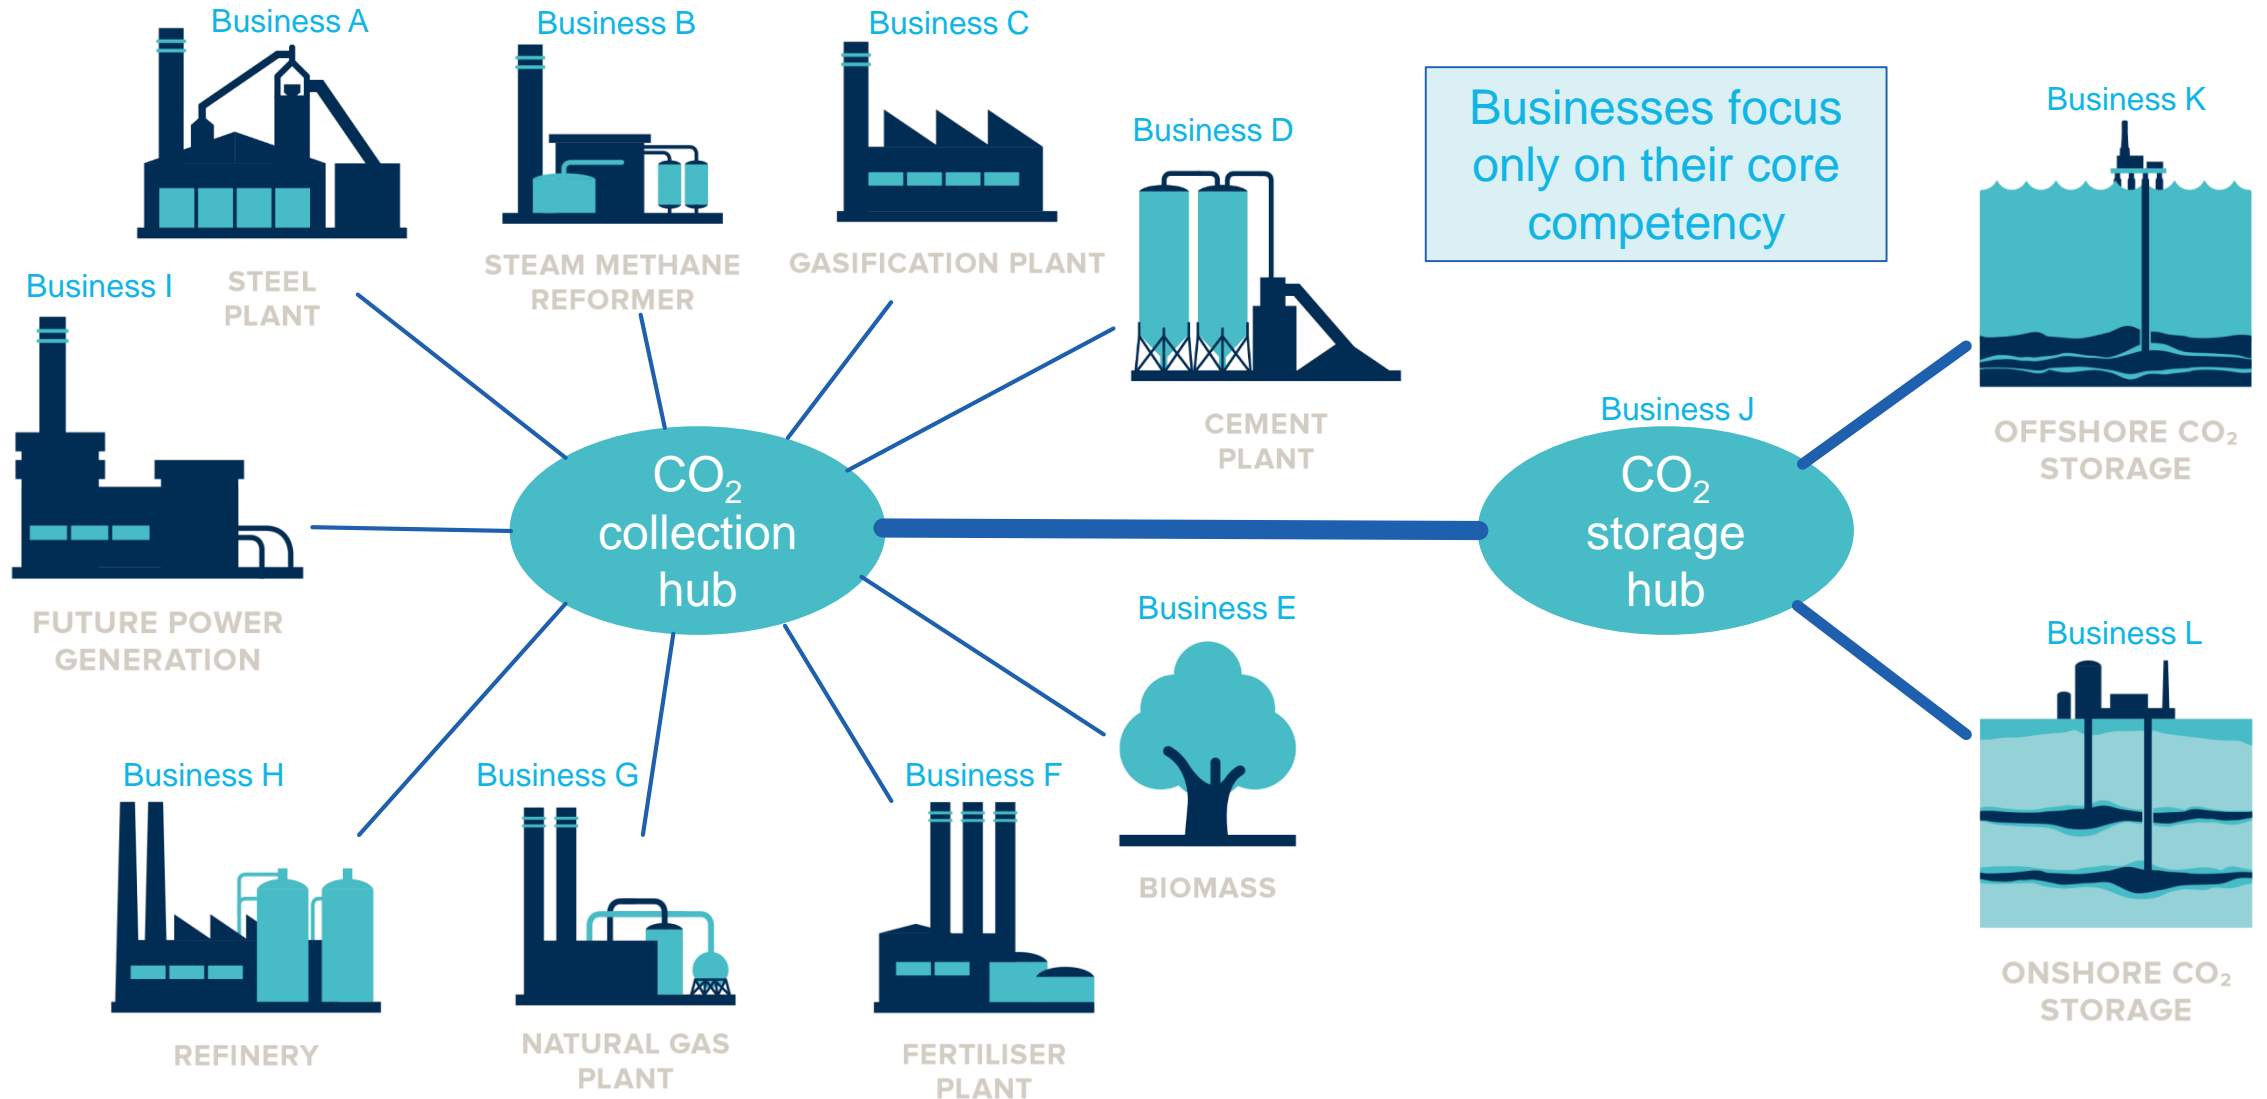 Business A
STEEL
PLANT
Business B
STEAM METHANE
REFORMER
Business C
GASIFICATION PLANT
Business D
CEMENT
PLANT
Businesses focus
only on their core
competency
Business K
OFFSHORE CO₂
STORAGE
Business I
FUTURE POWER
GENERATION
CO₂
collection
hub
Business J
CO₂
storage
hub
Business E
BIOMASS
Business L
ONSHORE CO₂
STORAGE
Business H
REFINERY
Business G
NATURAL GAS
PLANT
Business F
FERTILISER
PLANT